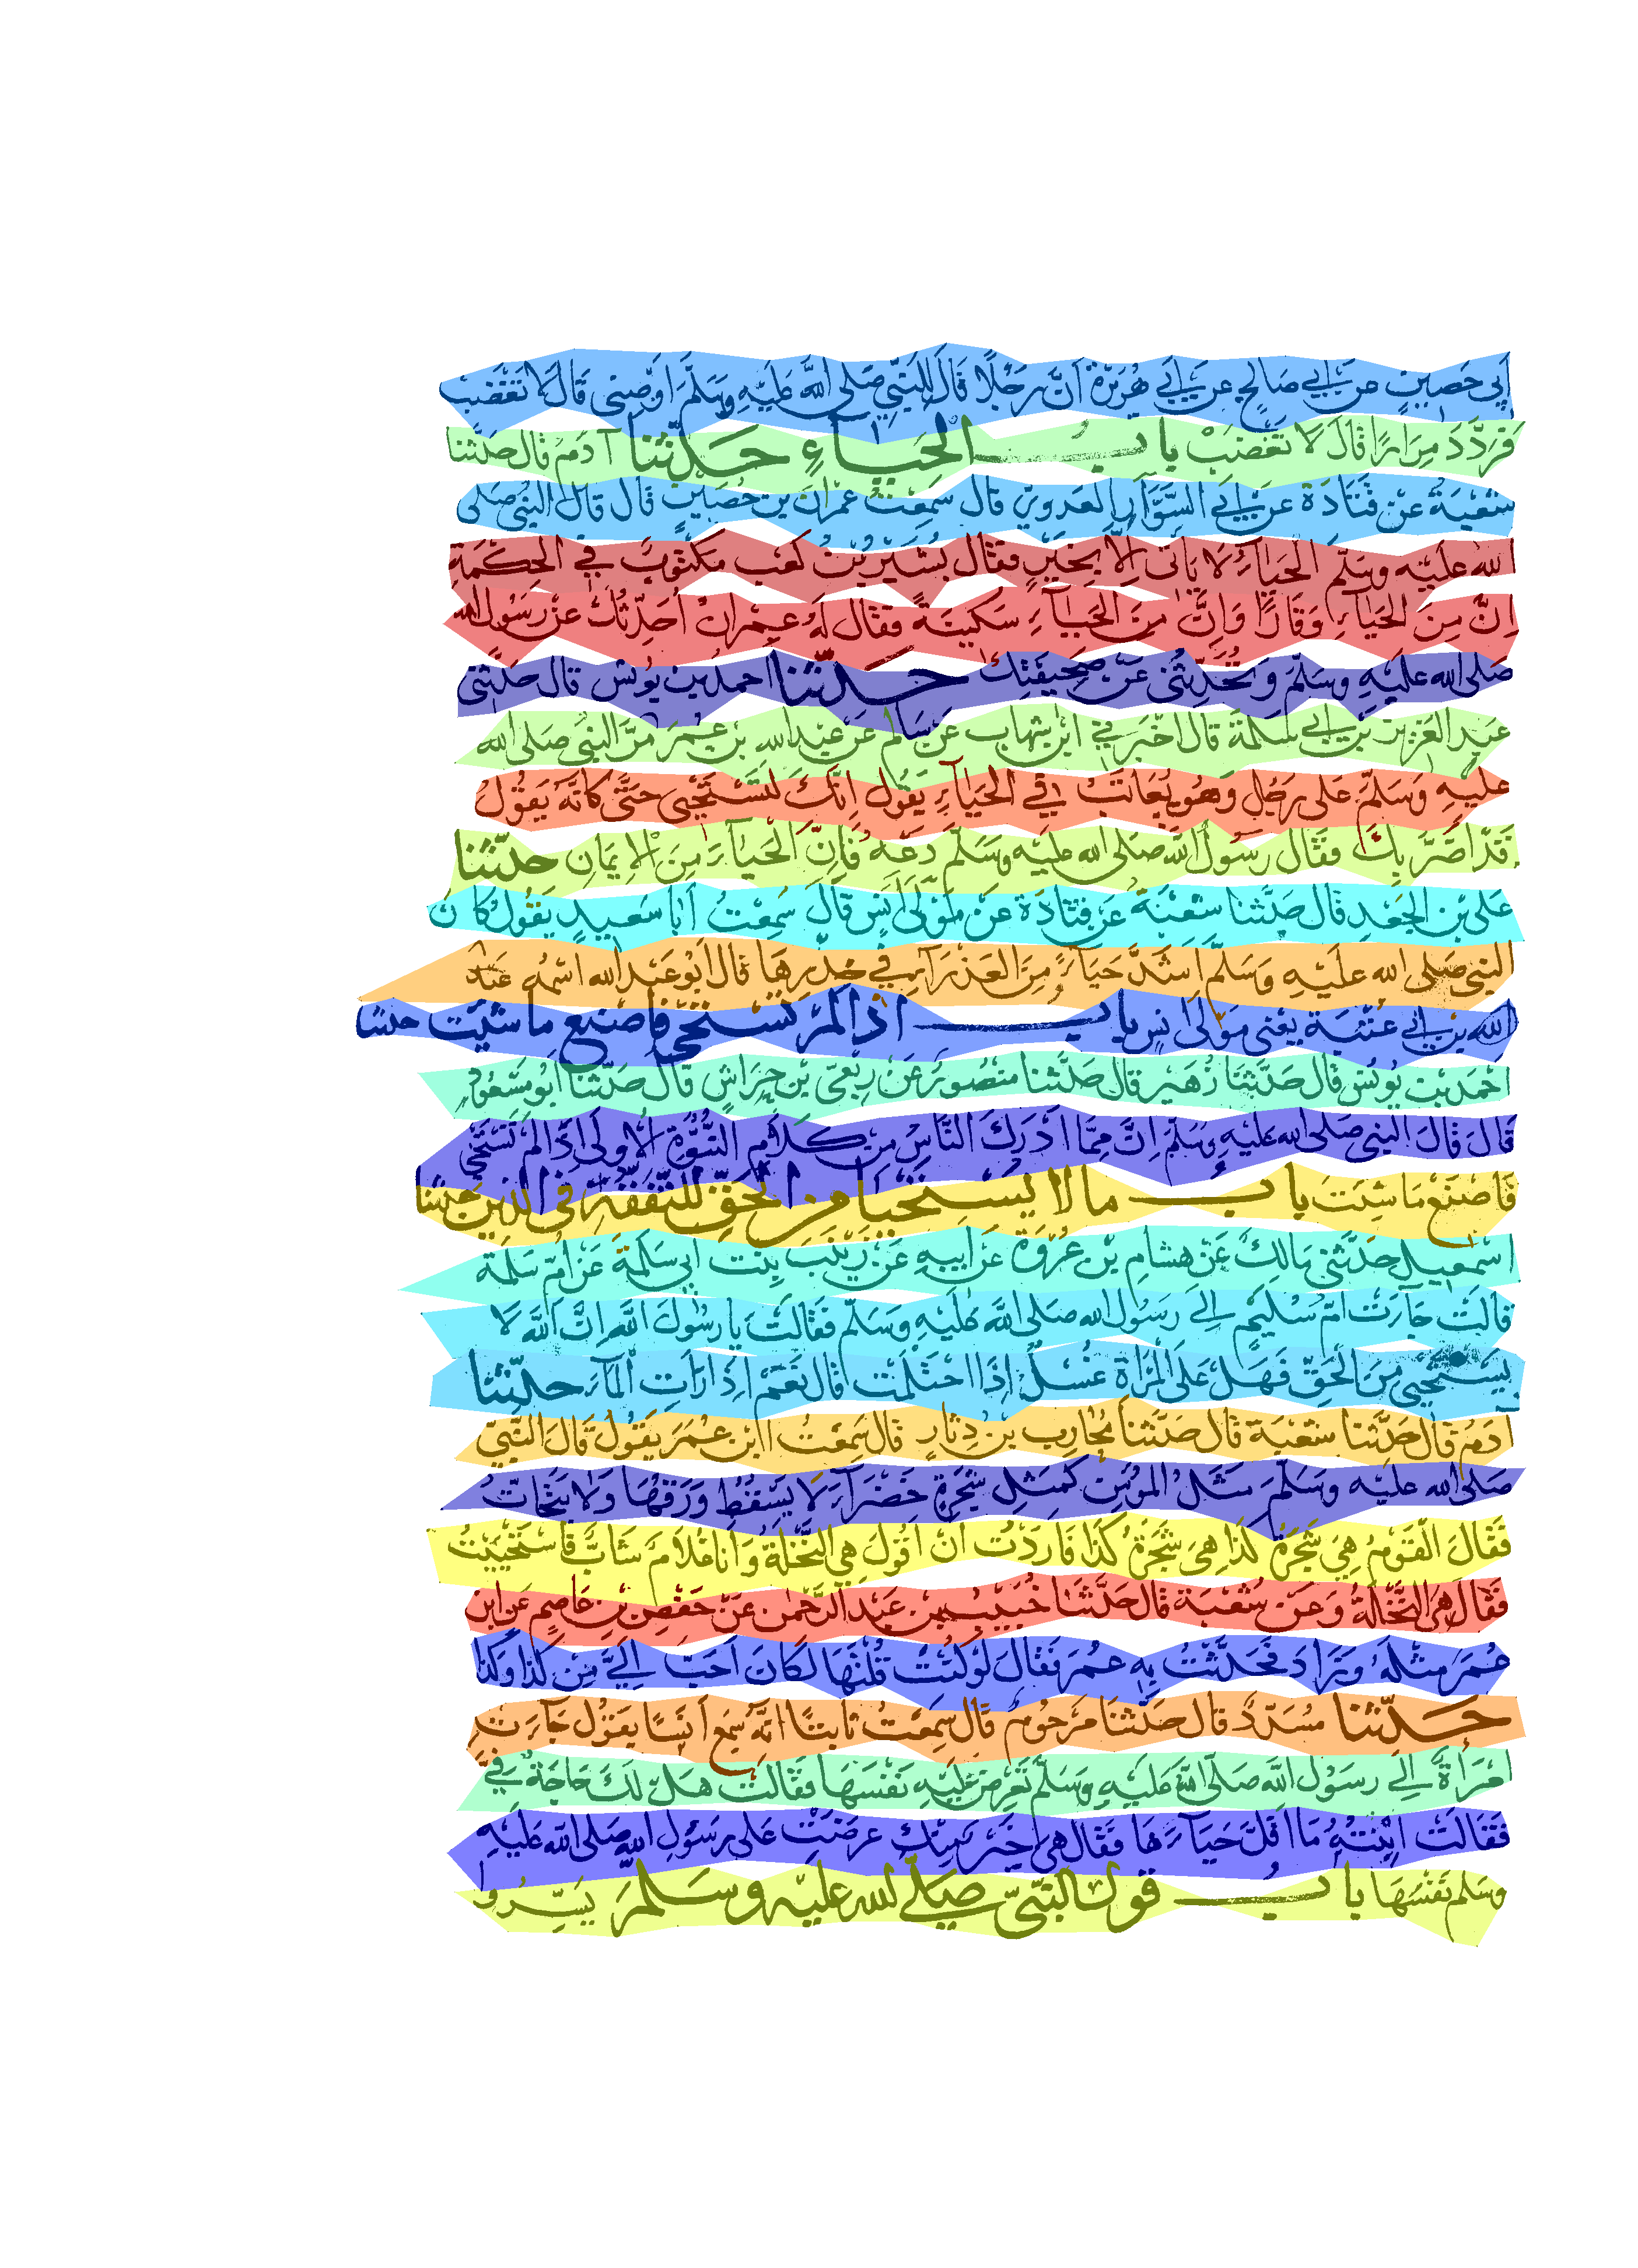 أبي حصين عن أبي صالح عن أبي هريرة أن رجلا قال للنبي صلى الله عليه وسلم أوصني قال لا تغضب
فردد مرارا قال لا تغضب باب الحياء حدثنا آدم قال حدثنا
شعبة عن قتادة عن أبي السوار العدوي قال سمعت عمران بن حصين قال قال النبي صلى
الله عليه وسلم الحياء لا يأتي إلا بخير فقال بشير بن كعب مكتوب في الحكمة
إن من الحياء وقارا وإن من الحياء سكينة فقال له عمران أحدثك عن رسول الله
صلى الله عليه وسلم وتحدثني عن صحيفتك حدثنا أحمد بن يونس قال حدثني
عبد العزيز بن أبي سلمة قال أخبرني ابن شهاب عن سالم عن عبد الله بن عمر مر النبي صلى الله
عليه وسلم على رجل وهو يعاتب في الحياء يقول إنك لتستحيي حتى كأنه يقول
قد أضر بك فقال رسول الله صلى الله عليه وسلم دعه فإن الحياء من الإيمان حدثنا
علي بن الجعد قال حدثنا شعبة عن قتادة عن مولى أنس قال سمعت أبا سعيد يقول كان
النبي صلى الله عليه وسلم أشد حياء من العذراء في خدرها قال أبو عبد الله اسمه عبد
الله بن أبي عتبة يعني مولى أنس باب إذا لم تستحي فاصنع ما شئت حدثنا
أحمد بن يونس قال حدثنا زهير قال حدثنا منصور عن ربعي بن حراش قال حدثنا أبو مسعود
قال قال النبي صلى الله عليه وسلم إن مما أدرك الناس من كلام النبوة الأولى إذا لم تستحي
فاصنع ما شئت باب ما لا يستحيا من الحق للتفقه في الدين حدثنا
اسمعيل حدثني مالك عن هشام بن عروة عن أبيه عن زينب بنت أبي سلمة عن أم سلمة
قالت جاءت أم سليم إلى رسول الله صلى الله عليه وسلم فقالت يا رسول الله إن الله لا
يستحيي من الحق فهل على المرأة غسل إذا احتلمت قال نعم إذا رأت الماء حدثنا
آدم قال حدثنا شعبة قال حدثنا محارب بن دثار قال سمعت ابن عمر يقول قال النبي
صلى الله عليه وسلم مثل المؤمن كمثل شجرة خضراء لا يسقط ورقها ولا يتحات
فقال القوم هي شجرة كذا هي شجرة كذا فأردت أن أقول هي النخلة وأنا غلام شاب فاستحييت
فقال هي النخلة وعن شعبة قال حدثنا خبيب بن عبد الرحمن عن حفص بن عاصم عن ابن
عمر مثله وزاد فحدثت به عمر فقال لو كنت قلتها لكان أحب إلي من كذا وكذا
حدثنا مسدد قال حدثنا مرحوم قال سمعت ثابتا أنه سمع أنسا يقول جاءت
امرأة إلى رسول الله صلى الله عليه وسلم تعرض عليه نفسها فقالت هل لك حاجة في
فقالت ابنته ما أقل حياءها فقال هي خير منك عرضت على رسول الله صلى الله عليه
وسلم نفسها باب قول النبي صلى الله عليه وسلم يسروا